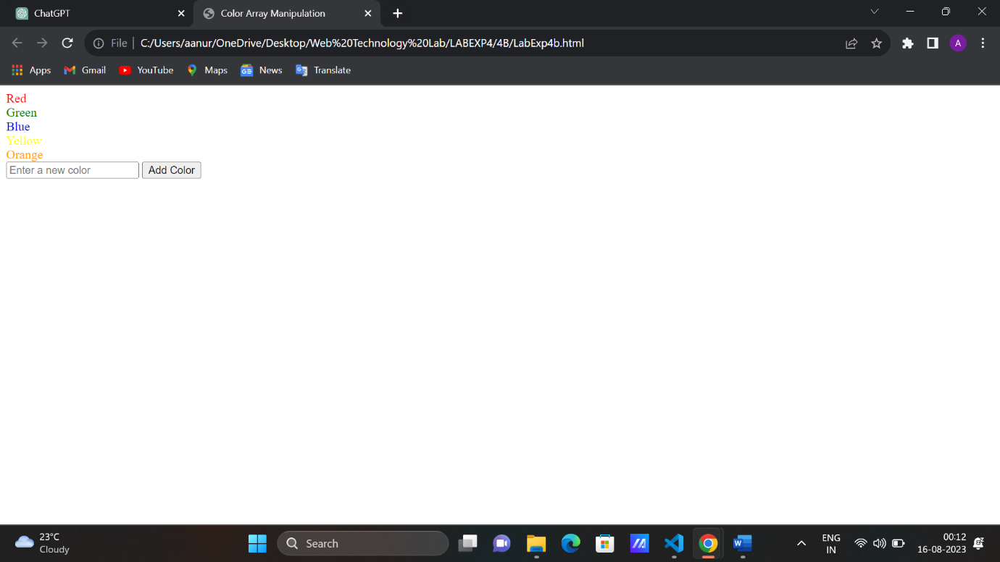 ChatGPT
Color Array Manipulation
File
C:/Users/aanur/OneDrive/Desktop/Web%20Technology%20Lab/LABEXP4/4B/LabExp4b.html
A
Apps
Gmail
YouTube
Maps
News
Translate
Red
Green
Blue
Yellow
Orange
Enter a new color
Add Color
23°C
Cloudy
Search
ENG
IN
00:12
16-08-2023